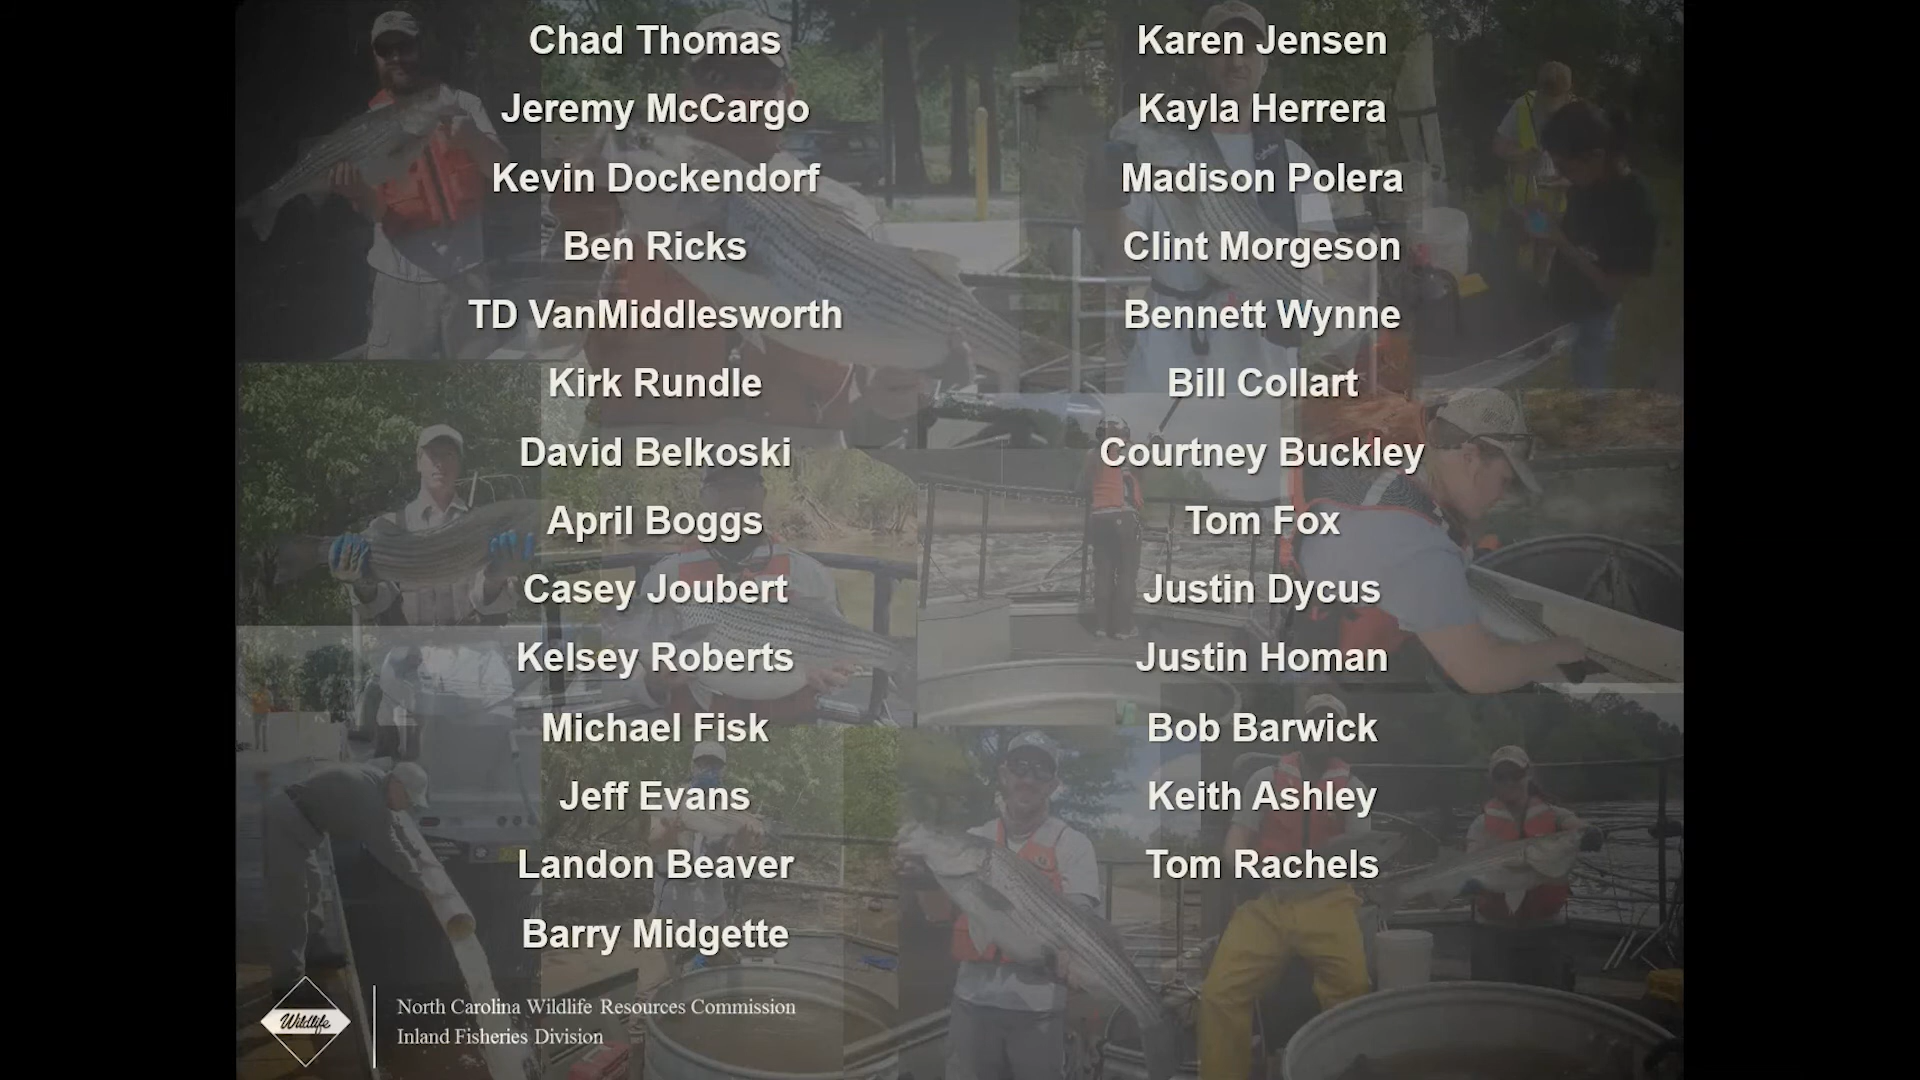 Chad Thomas
Jeremy McCargo
Kevin Dockendorf
Ben Ricks
TD VanMiddlesworth
Kirk Rundle
David Belkoski
April Boggs
Casey Joubert
Kelsey Roberts
Michael Fisk
Jeff Evans
Landon Beaver
Barry Midgette
Karen Jensen
Kayla Herrera
Madison Polera
Clint Morgeson
Bennett Wynne
Bill Collart
Courtney Buckley
Tom Fox
Justin Dycus
Justin Homan
Bob Barwick
Keith Ashley
Tom Rachels
Wildlife
North Carolina Wildlife Resources Commission
Inland Fisheries Division